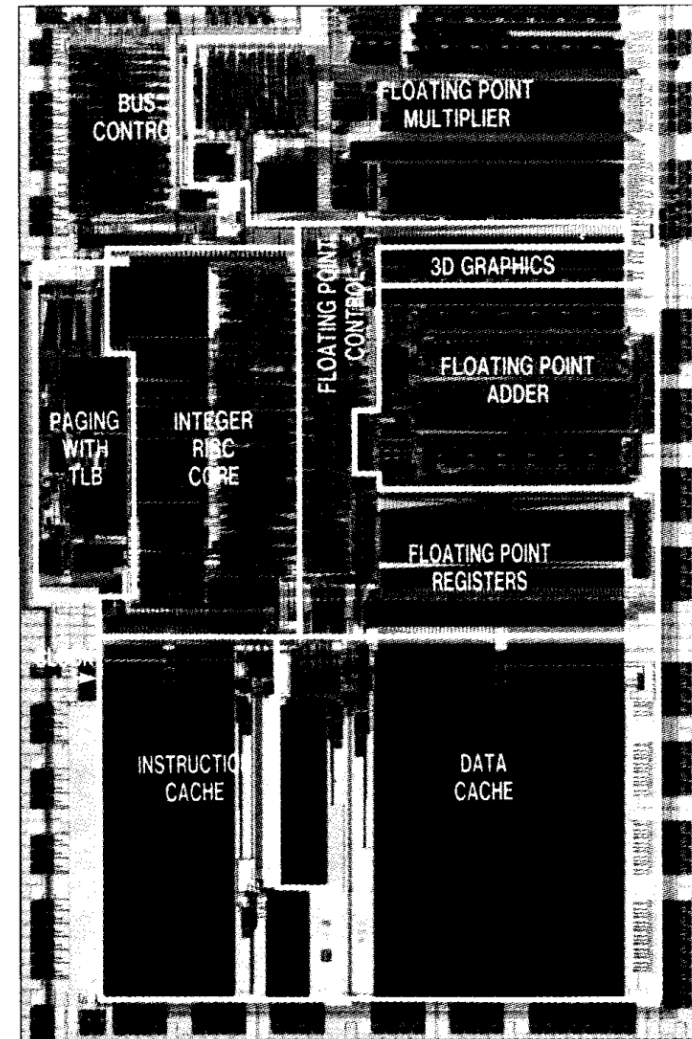 BUS
CONTRO
FLOATING POINT
MULTIPLIER
3D GRAPHICS
FLOATING POINT
CONTROL
FLOATING POINT
ADDER
PAGING
WITH
TLB
INTEGER
RISC
CORE
FLOATING POINT
REGISTERS
INSTRUCTIO
CACHE
DATA
CACHE